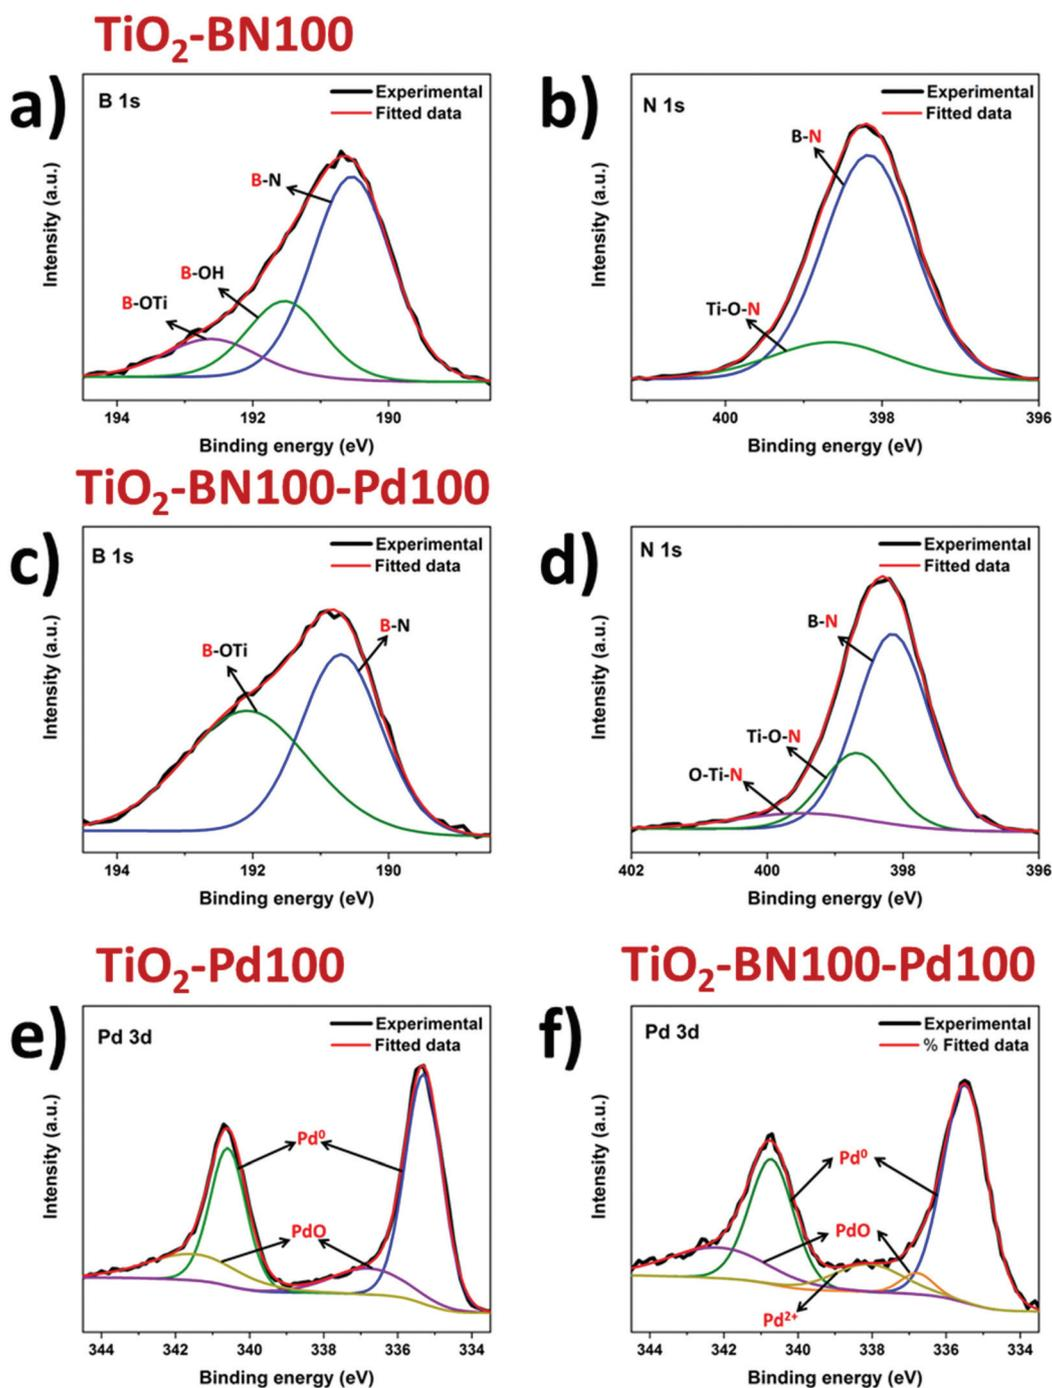 TiO2-BN100
a)
B 1s
Experimental
Fitted data
B-N
B-OH
B-OTi
Intensity (a.u.)
194 192 190
Binding energy (eV)
b)
N 1s
Experimental
Fitted data
B-N
Ti-O-N
Intensity (a.u.)
400 398 396
Binding energy (eV)
TiO2-BN100-Pd100
c)
B 1s
Experimental
Fitted data
B-N
B-OTi
Intensity (a.u.)
194 192 190
Binding energy (eV)
d)
N 1s
Experimental
Fitted data
B-N
Ti-O-N
O-Ti-N
Intensity (a.u.)
402 400 398 396
Binding energy (eV)
TiO2-Pd100
e)
Pd 3d
Experimental
Fitted data
Pd0
PdO
Intensity (a.u.)
344 342 340 338 336 334
Binding energy (eV)
TiO2-BN100-Pd100
f)
Pd 3d
Experimental
% Fitted data
Pd0
PdO
Pd2+
Intensity (a.u.)
344 342 340 338 336 334
Binding energy (eV)